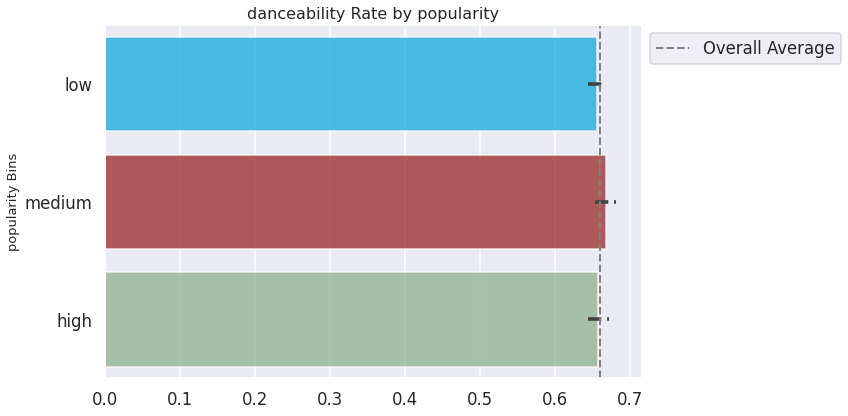 danceability Rate by popularity
Overall Average
popularity Bins
low
medium
high
0.0 0.1 0.2 0.3 0.4 0.5 0.6 0.7